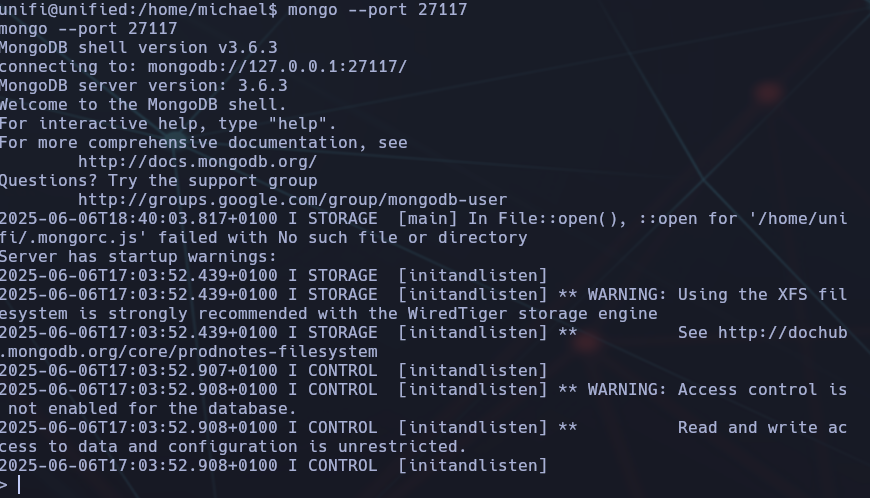 unifi@unified:/home/michael$ mongo --port 27117
mongo --port 27117
MongoDB shell version v3.6.3
connecting to: mongodb://127.0.0.1:27117/
MongoDB server version: 3.6.3
Welcome to the MongoDB shell.
For interactive help, type "help".
For more comprehensive documentation, see
        http://docs.mongodb.org/
Questions? Try the support group
        http://groups.google.com/group/mongodb-user
2025-06-06T18:40:03.817+0100 I STORAGE  [main] In File::open(), ::open for '/home/uni
fi/.mongorc.js' failed with No such file or directory
Server has startup warnings:
2025-06-06T17:03:52.439+0100 I STORAGE  [initandlisten]
2025-06-06T17:03:52.439+0100 I STORAGE  [initandlisten] ** WARNING: Using the XFS fil
esystem is strongly recommended with the WiredTiger storage engine
2025-06-06T17:03:52.439+0100 I STORAGE  [initandlisten] **          See http://dochub
.mongodb.org/core/prodnotes-filesystem
2025-06-06T17:03:52.907+0100 I CONTROL  [initandlisten]
2025-06-06T17:03:52.908+0100 I CONTROL  [initandlisten] ** WARNING: Access control is
 not enabled for the database.
2025-06-06T17:03:52.908+0100 I CONTROL  [initandlisten] **          Read and write ac
cess to data and configuration is unrestricted.
2025-06-06T17:03:52.908+0100 I CONTROL  [initandlisten]
>